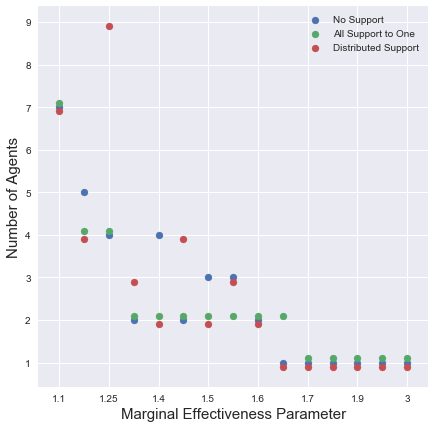 No Support
All Support to One
Distributed Support
Number of Agents
9
8
7
6
5
4
3
2
1
1.1 1.25 1.4 1.5 1.6 1.7 1.9 3
Marginal Effectiveness Parameter